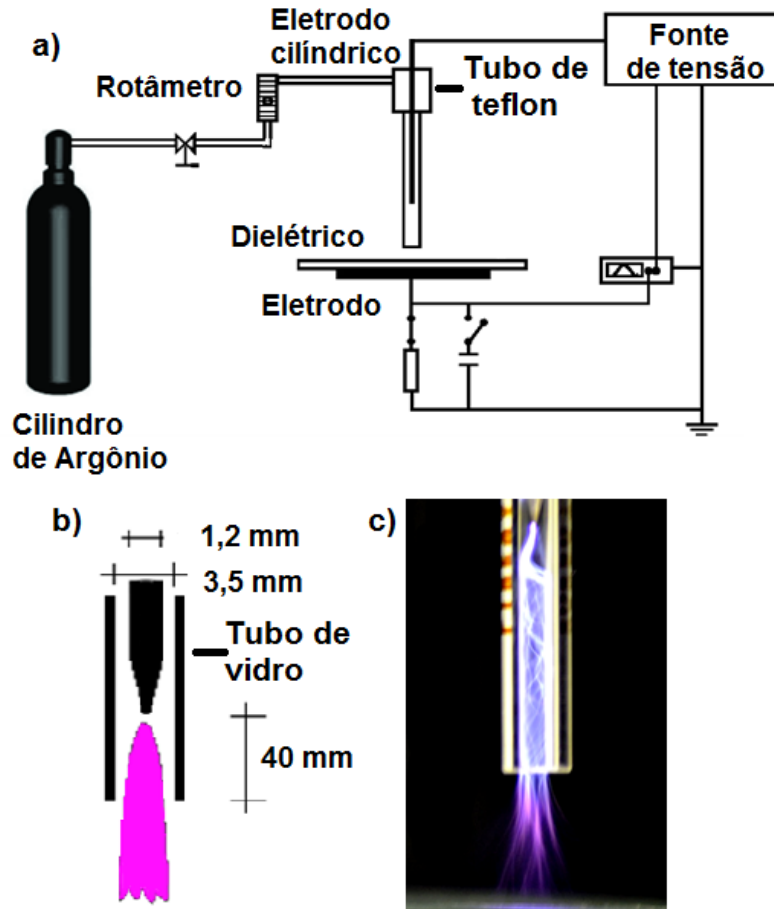 a)
Eletrodo
cilíndrico
Fonte
de tensão
Rotâmetro
Tubo de
teflon
Dielétrico
Eletrodo
Cilindro
de Argônio
b)
1,2 mm
3,5 mm
Tubo de
vidro
40 mm
c)